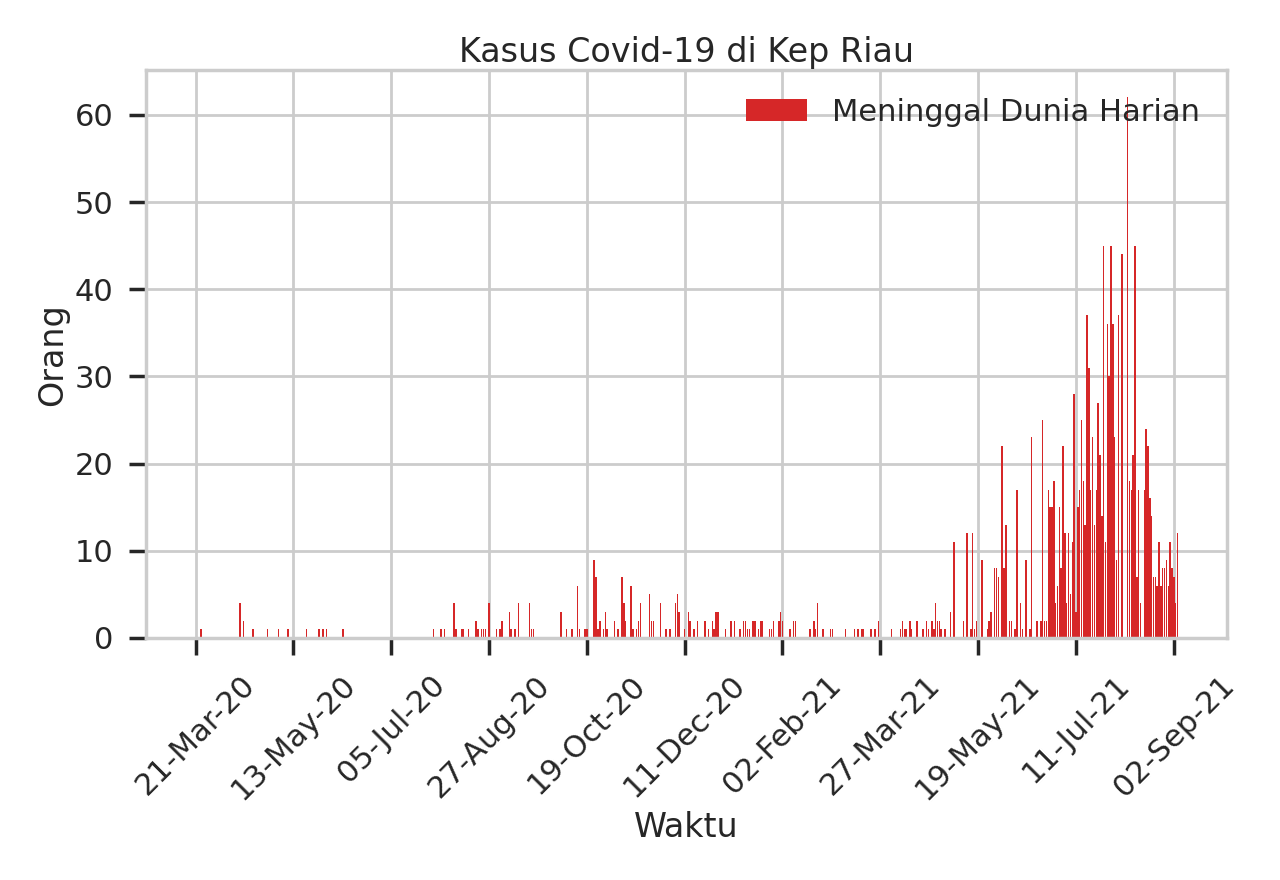 Kasus Covid-19 di Kep Riau
Meninggal Dunia Harian
60
50
40
30
20
10
0
Orang
21-Mar-20
13-May-20
05-Jul-20
27-Aug-20
19-Oct-20
11-Dec-20
02-Feb-21
27-Mar-21
19-May-21
11-Jul-21
02-Sep-21
Waktu